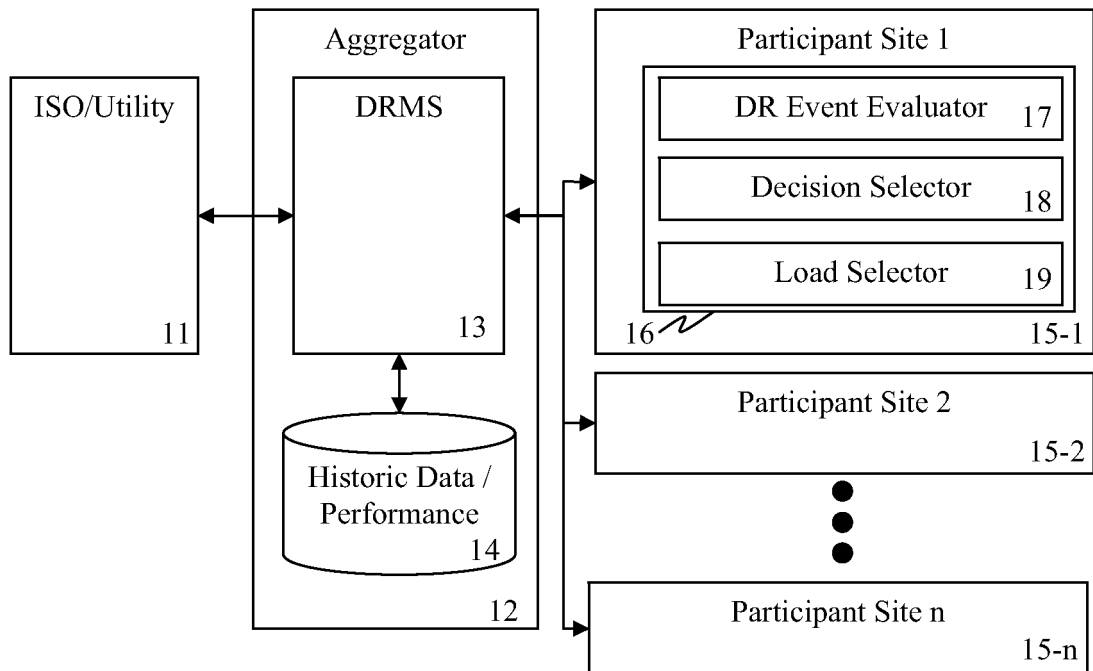 ISO/Utility
11
Aggregator
DRMS
13
Historic Data /
Performance
14
12
Participant Site 1
DR Event Evaluator
17
Decision Selector
18
Load Selector
19
16
15-1
Participant Site 2
15-2
Participant Site n
15-n